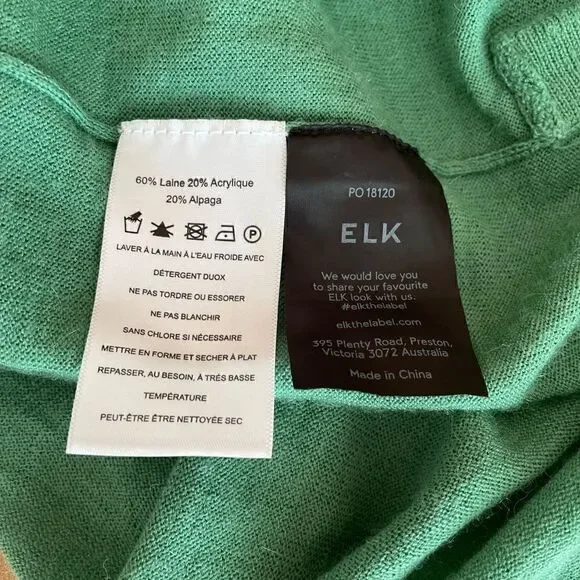 60% Laine 20% Acrylique
20% Alpaga
P
LAVER À LA MAIN À L'EAU FROIDE AVEC
DÉTERGENT DUOX
NE PAS TORDRE OU ESSORER
NE PAS BLANCHIR
SANS CHLORE SI NÉCESSAIRE
METTRE EN FORME ET SECHER À PLAT
REPASSER, AU BESOIN, À TRÉS BASSE
TEMPÉRATURE
PEUT-ÊTRE ÊTRE NETTOYÉE SEC
PO 18120
ELK
We would love you
to share your favourite
ELK look with us.
#elkthelabel
elkthelabel.com
395 Plenty Road, Preston,
Victoria 3072 Australia
Made in China